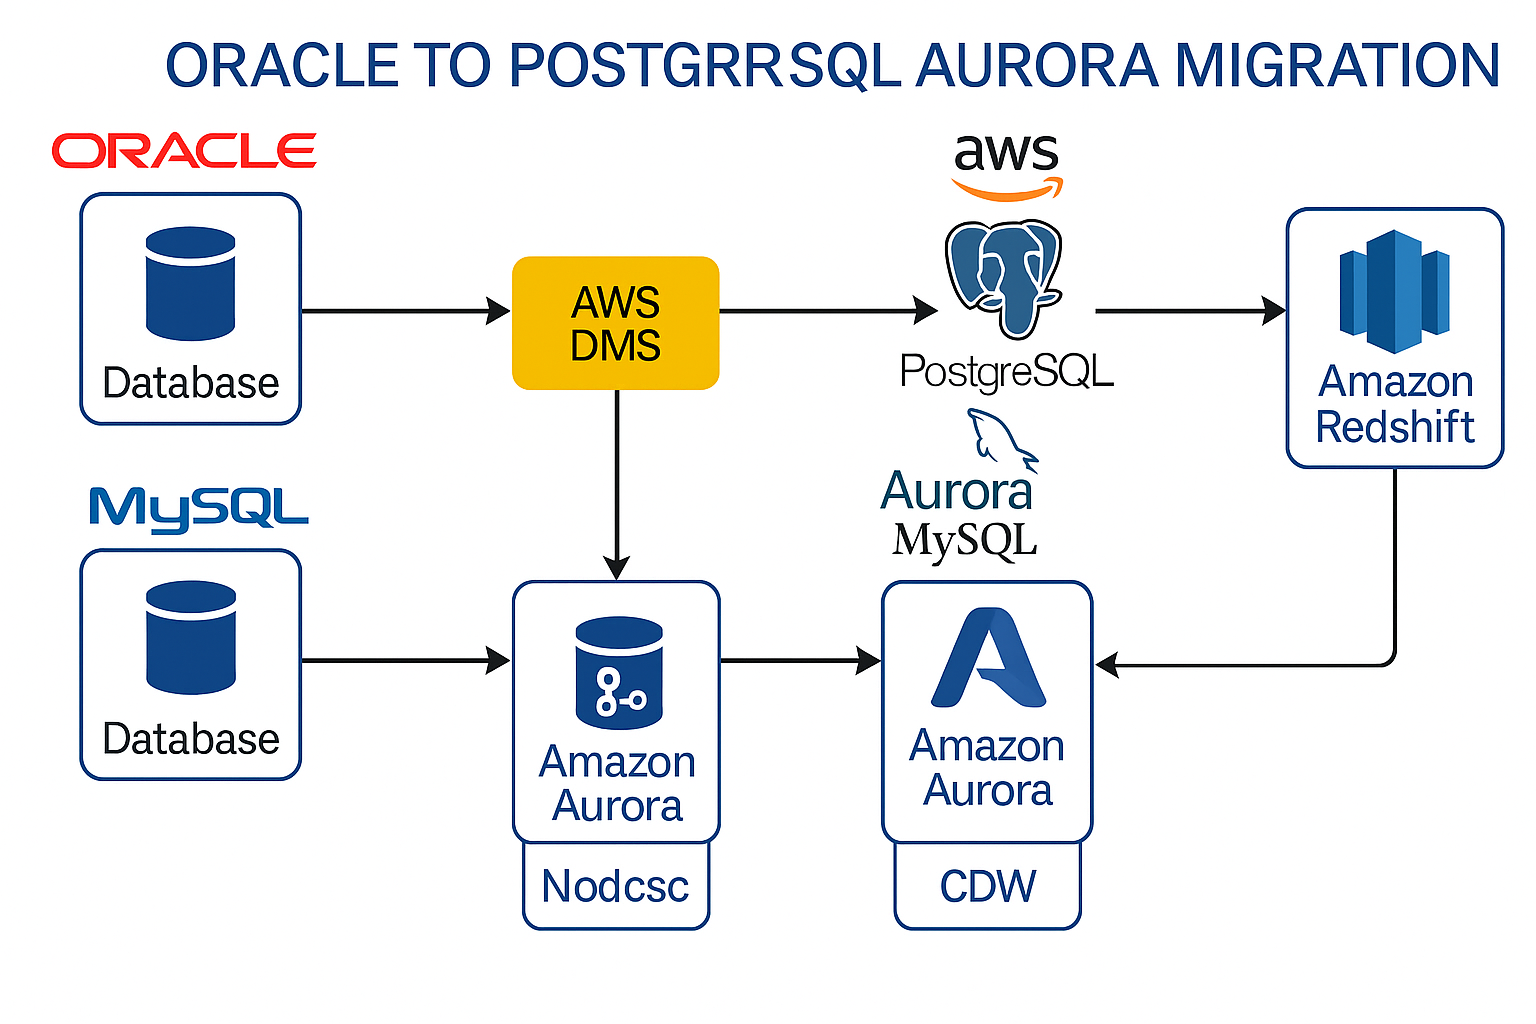 ORACLE TO POSTGRRSQL AURORA MIGRATION
ORACLE
Database
AWS
DMS
aws
PostgreSQL
Amazon
Redshift
MySQL
Database
Aurora
MySQL
Amazon
Aurora
Nodcsc
Amazon
Aurora
CDW